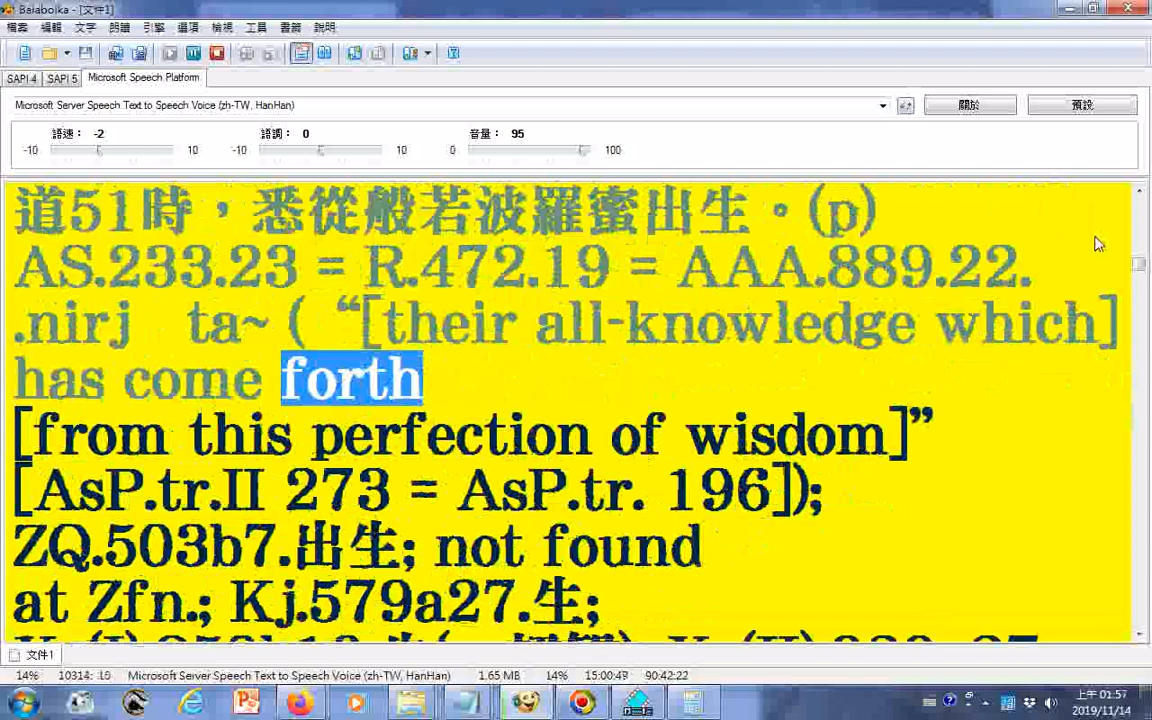 Balabolka - [文件1]
檔案 編輯 文字 朗讀 引擎 選項 檢視 工具 書籤 說明
SAPI 4 SAPI 5 Microsoft Speech Platform
Microsoft Server Speech Text to Speech Voice (zh-TW, HanHan) 關於 預設
語速： -2 語調： 0 音量： 95
-10 10 -10 10 0 100
道51時，悉從般若波羅蜜出生。(p)
AS.233.23 = R.472.19 = AAA.889.22.
.nirj ta~ ( “[their all-knowledge which]
has come forth
[from this perfection of wisdom]”
[AsP.tr.II 273 = AsP.tr. 196]);
ZQ.503b7.出生; not found
at Zfn.; Kj.579a27.生;
文件1
14% 10314: 18 Microsoft Server Speech Text to Speech Voice (zh-TW, HanHan) 1.65 MB 14% 15:00:49 90:42:22
上午 01:57
2019/11/14